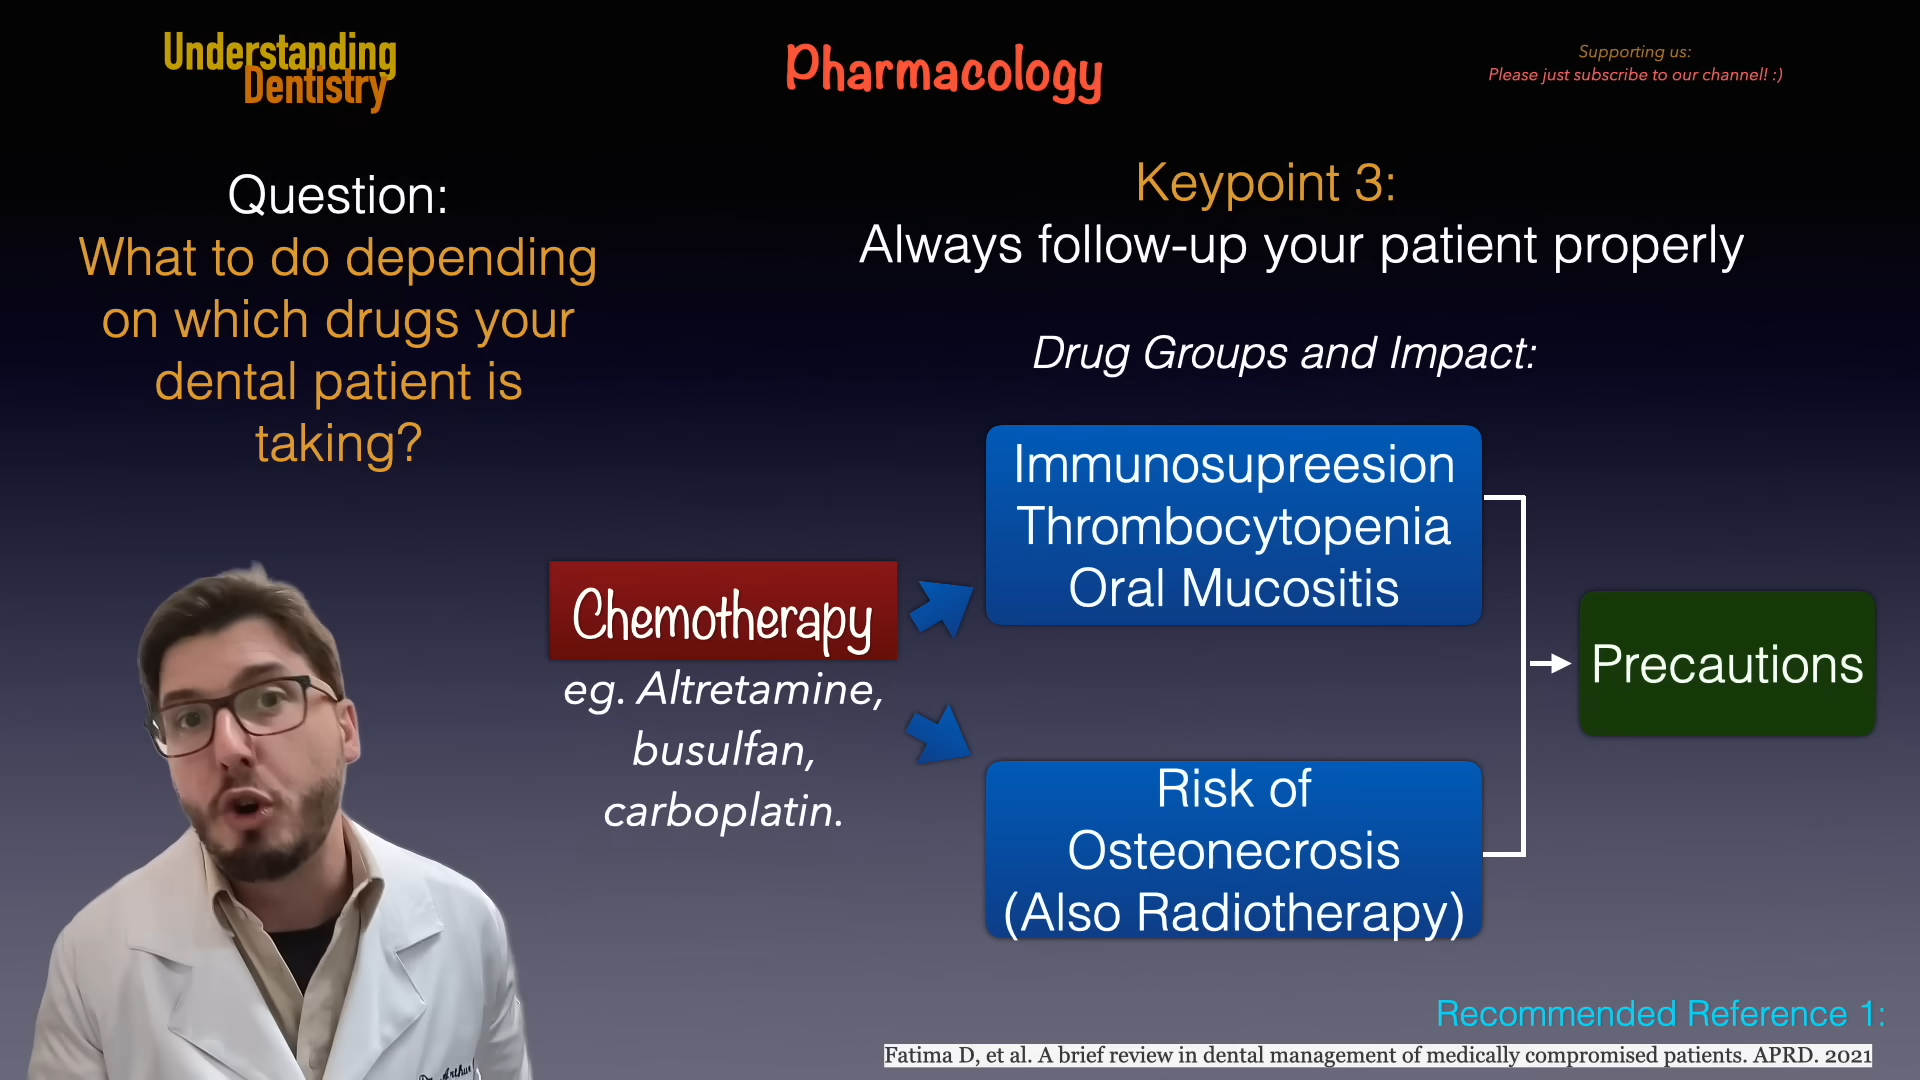 Understanding
Dentistry
Pharmacology
Supporting us:
Please just subscribe to our channel! :)
Question:
What to do depending
on which drugs your
dental patient is
taking?
Keypoint 3:
Always follow-up your patient properly
Drug Groups and Impact:
Chemotherapy
eg. Altretamine,
busulfan,
carboplatin.
Immunosupreesion
Thrombocytopenia
Oral Mucositis
Risk of
Osteonecrosis
(Also Radiotherapy)
Precautions
Recommended Reference 1:
Fatima D, et al. A brief review in dental management of medically compromised patients. APRD. 2021
Arthur